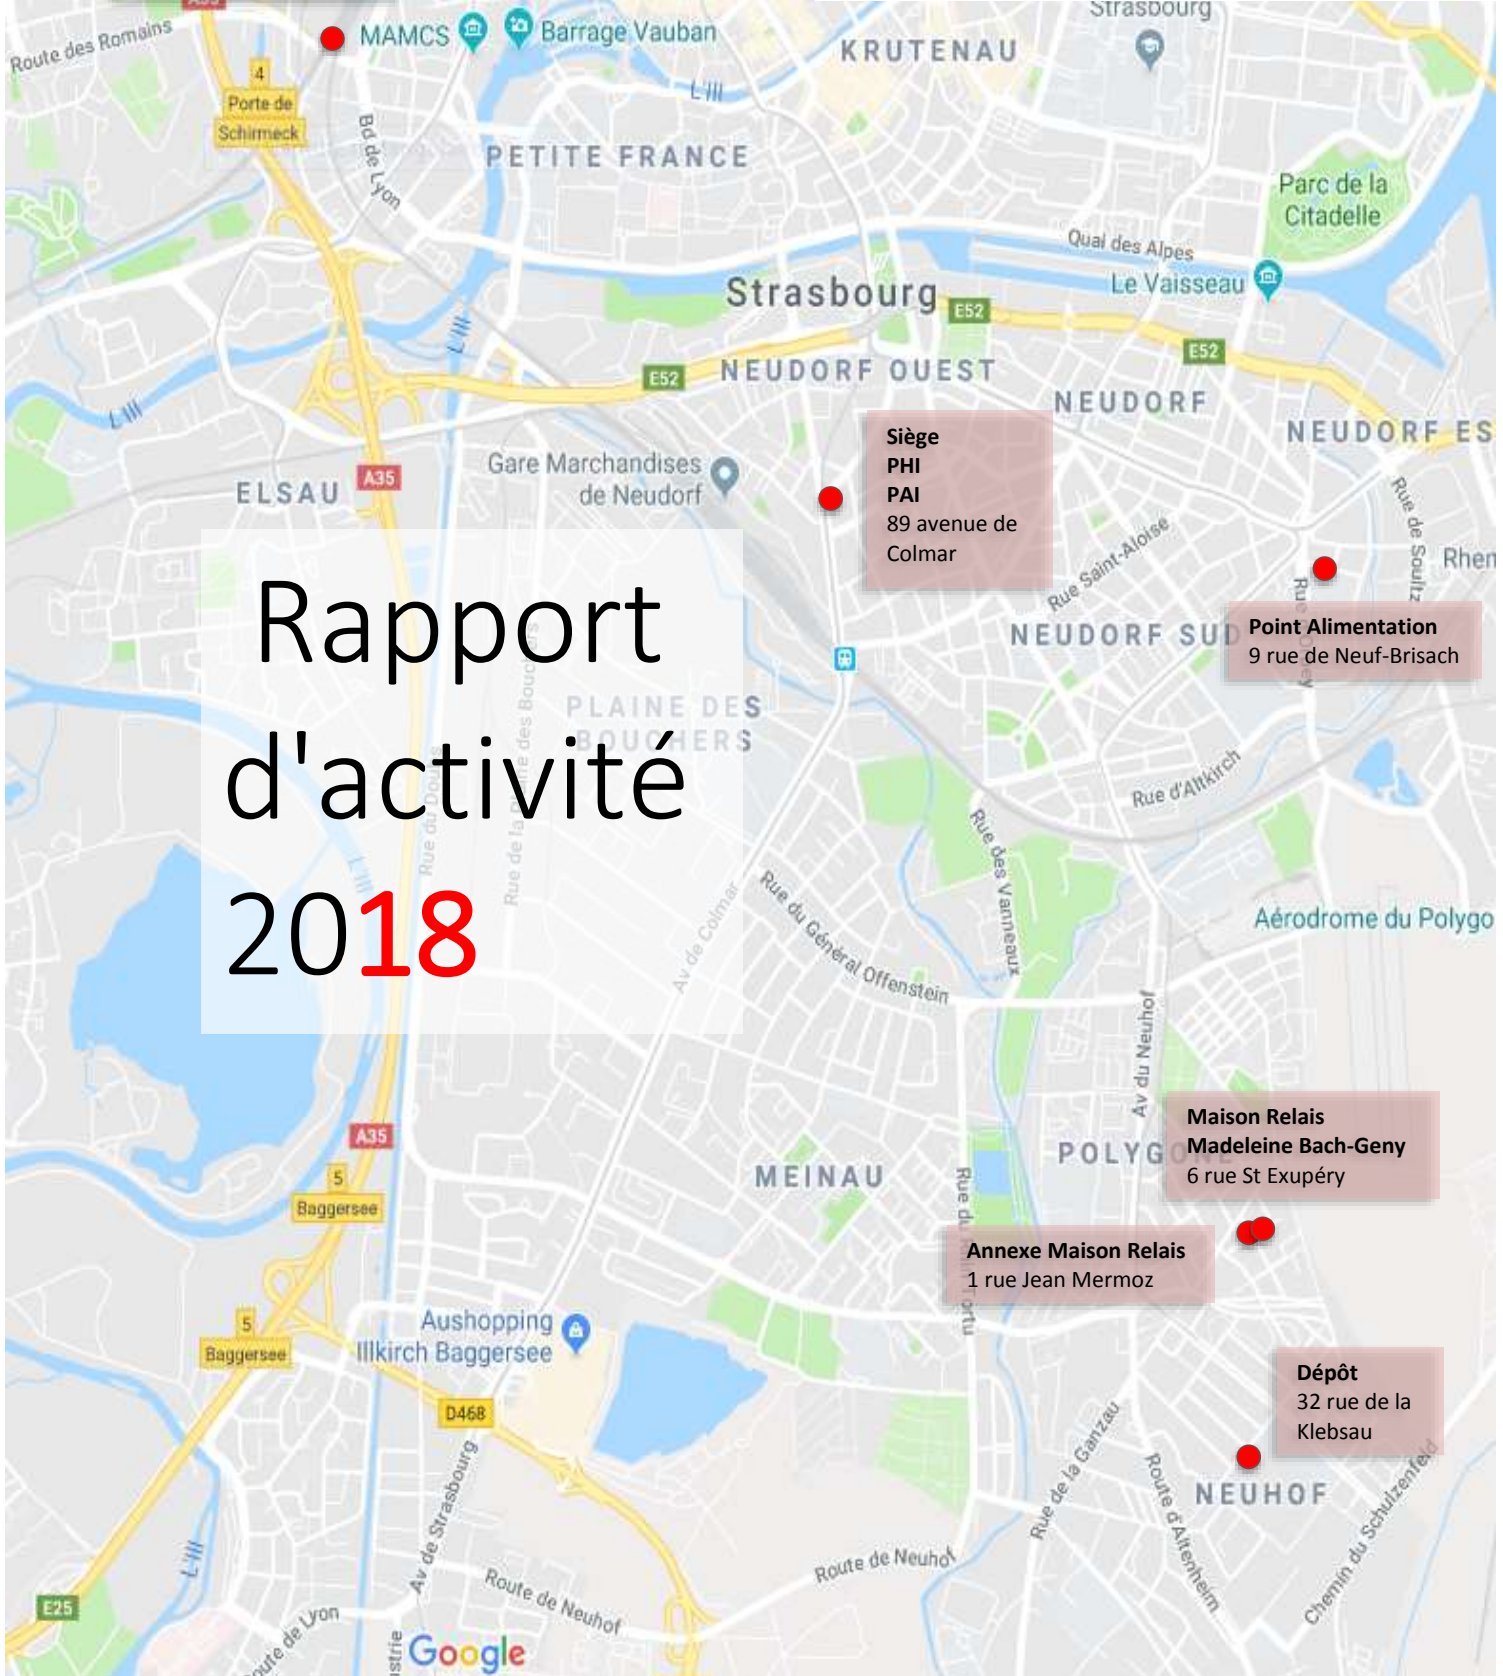 A35
Strasbourg
Route des Romains
MAMCS
Barrage Vauban
KRUTENAU
4
Porte de
Schirmeck
L'Ill
Bd de Lyon
PETITE FRANCE
Parc de la
Citadelle
Quai des Alpes
Le Vaisseau
Strasbourg
E52
L'Ill
E52
E52
NEUDORF OUEST
NEUDORF
L'Ill
NEUDORF ES
Siège
PHI
PAI
89 avenue de
Colmar
Gare Marchandises
de Neudorf
A35
ELSAU
Rue de Soultz
Rue Saint-Aloïse
Rhen
Rapport
d'activité
2018
NEUDORF SUD
Point Alimentation
9 rue de Neuf-Brisach
PLAINE DES
BOUCHERS
Rue d'Altkirch
Rue des Vanneaux
Rue du Général Offenstein
L'Ill
Av de Colmar
Aérodrome du Polygo
Av du Neuhof
A35
Maison Relais
Madeleine Bach-Geny
6 rue St Exupéry
POLYGONE
MEINAU
5
Baggersee
Annexe Maison Relais
1 rue Jean Mermoz
5
Baggersee
Aushopping
Illkirch Baggersee
Dépôt
32 rue de la
Klebsau
D468
Rue de la Ganzau
Route d'Altenheim
NEUHOF
Chemin du Schulzenfeld
Av de Strasbourg
L'Ill
Route de Neuhof
Route de Neuhof
E25
oute de Lyon
strie
Google